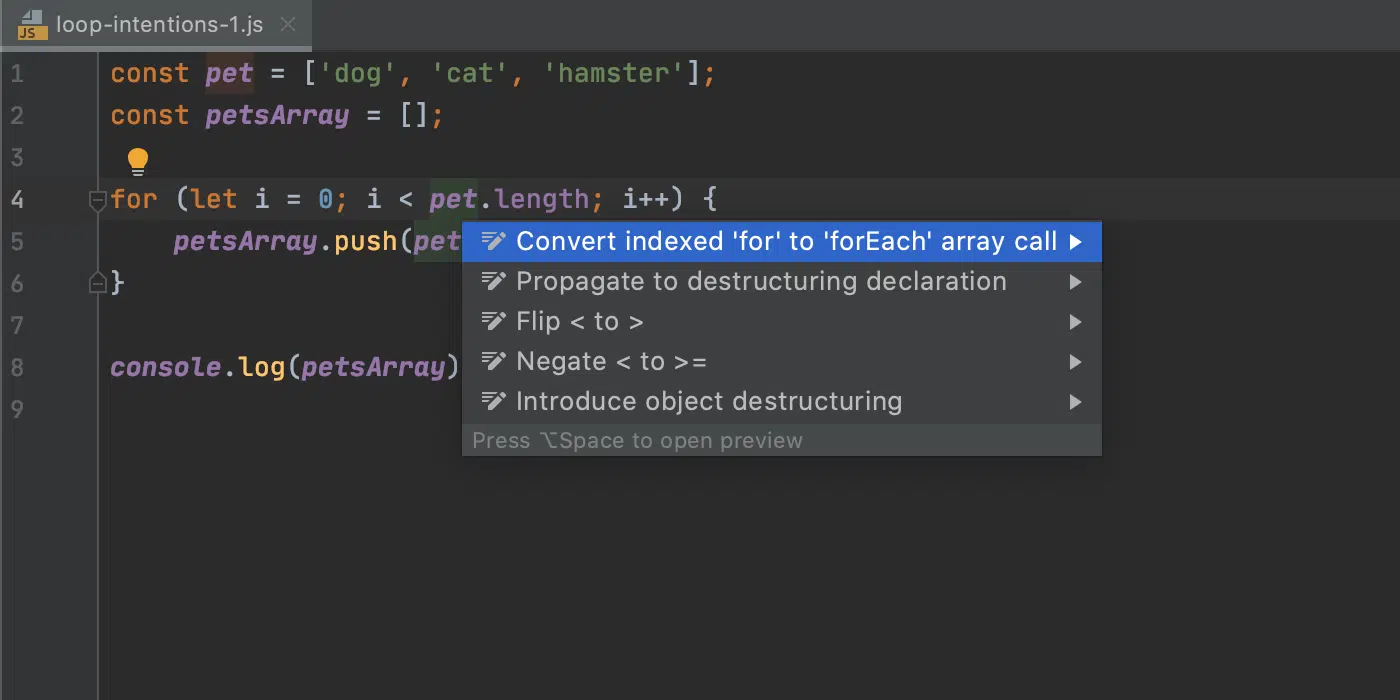 JS loop-intentions-1.js
1 const pet = ['dog', 'cat', 'hamster'];
2 const petsArray = [];
3
4 for (let i = 0; i < pet.length; i++) {
5 petsArray.push(pet
Convert indexed 'for' to 'forEach' array call
6 }
Propagate to destructuring declaration
7
Flip < to >
8 console.log(petsArray)
Negate < to >=
9
Introduce object destructuring
Press ⌥Space to open preview